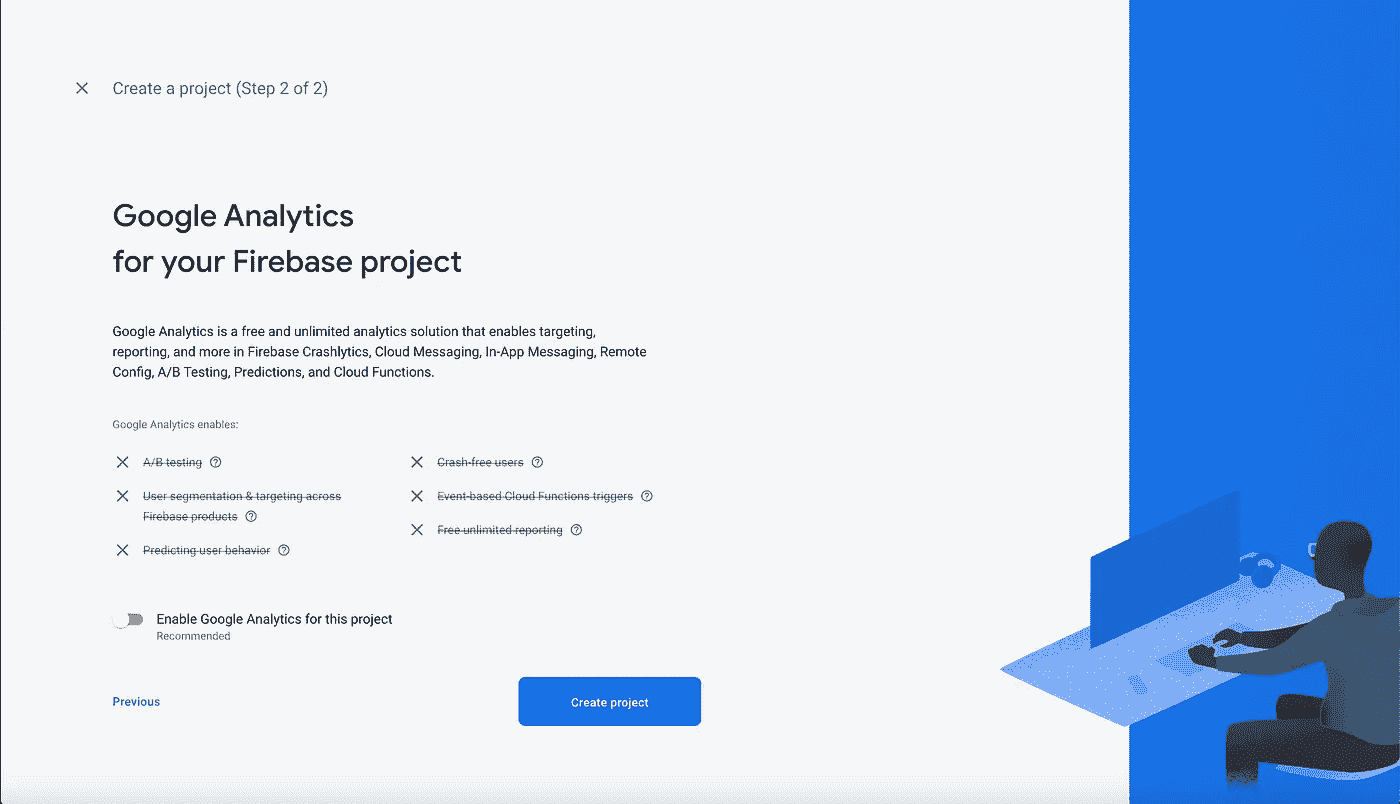 Create a project (Step 2 of 2)
Google Analytics
for your Firebase project
Google Analytics is a free and unlimited analytics solution that enables targeting,
reporting, and more in Firebase Crashlytics, Cloud Messaging, In-App Messaging, Remote
Config, A/B Testing, Predictions, and Cloud Functions.
Google Analytics enables:
A/B testing
User segmentation & targeting across
Firebase products
Predicting user behavior
Crash-free users
Event-based Cloud Functions triggers
Free unlimited reporting
Enable Google Analytics for this project
Recommended
Previous
Create project